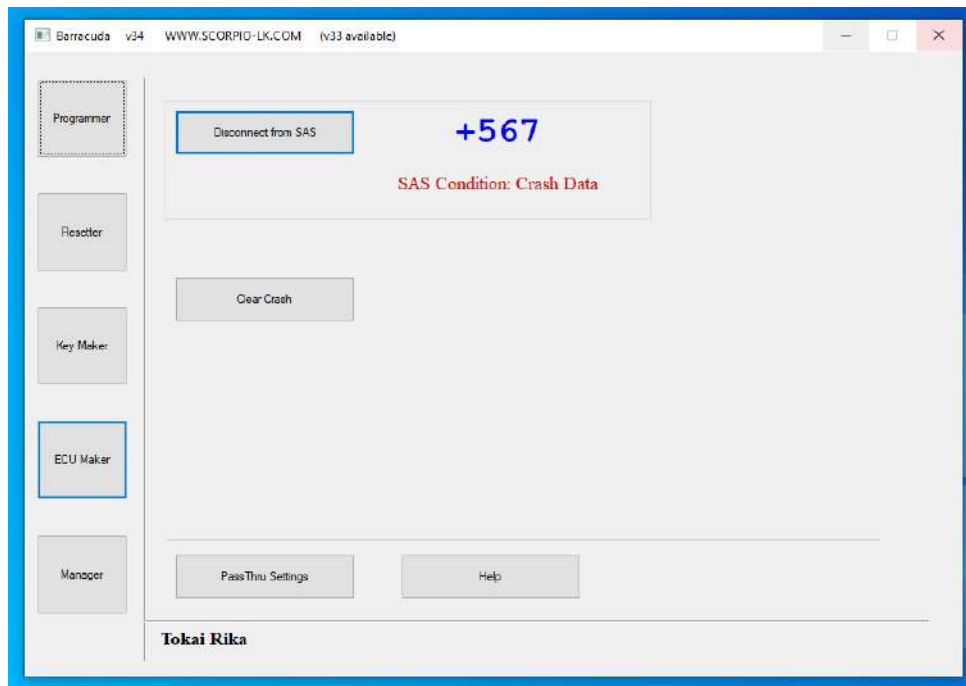 Barracuda v34 WWW.SCORPIO-LK.COM (v33 available)
Programmer
Disconnect from SAS
+567
SAS Condition: Crash Data
Resetter
Clear Crash
Key Maker
ECU Maker
Manager
PassThru Settings
Help
Tokai Rika